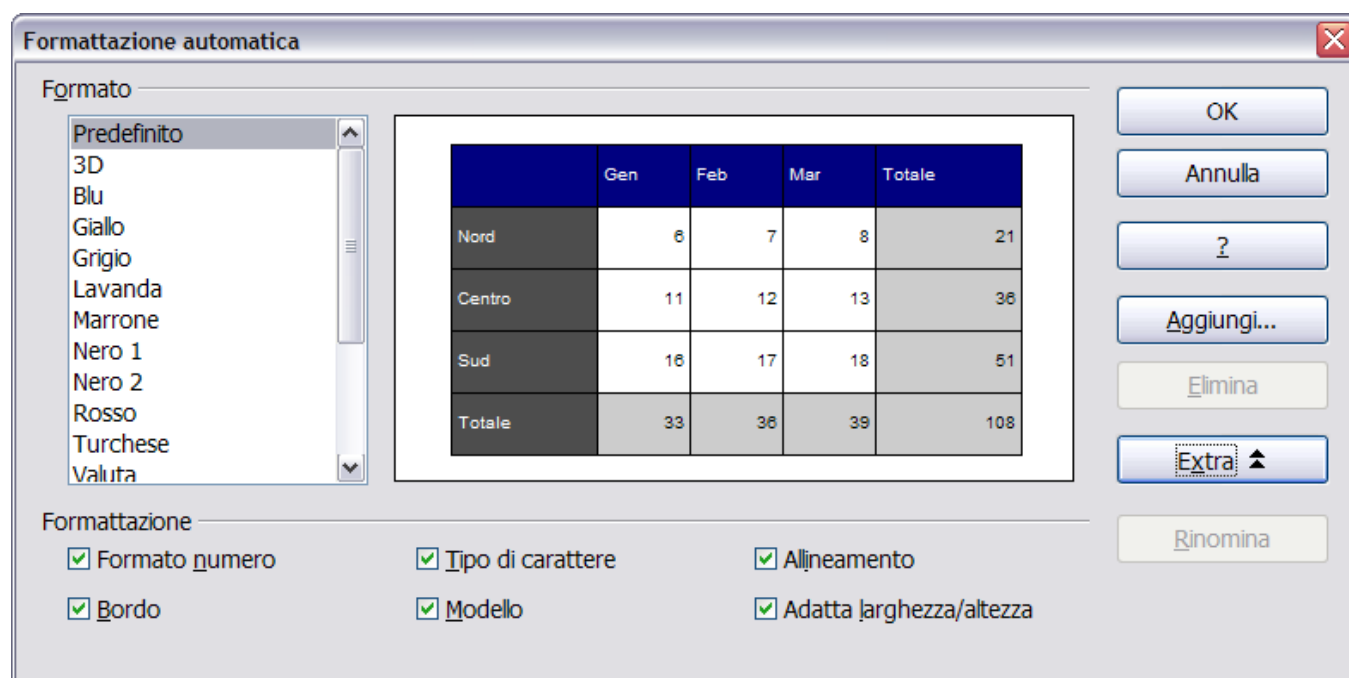 Formattazione automatica
Formato
Predefinito
3D
Blu
Giallo
Grigio
Lavanda
Marrone
Nero 1
Nero 2
Rosso
Turchese
Valuta
Gen Feb Mar Totale
Nord 6 7 8 21
Centro 11 12 13 36
Sud 16 17 18 51
Totale 33 36 39 108
OK
Annulla
?
Aggiungi...
Elimina
Extra
Rinomina
Formattazione
Formato numero Tipo di carattere Allineamento
Bordo Modello Adatta larghezza/altezza